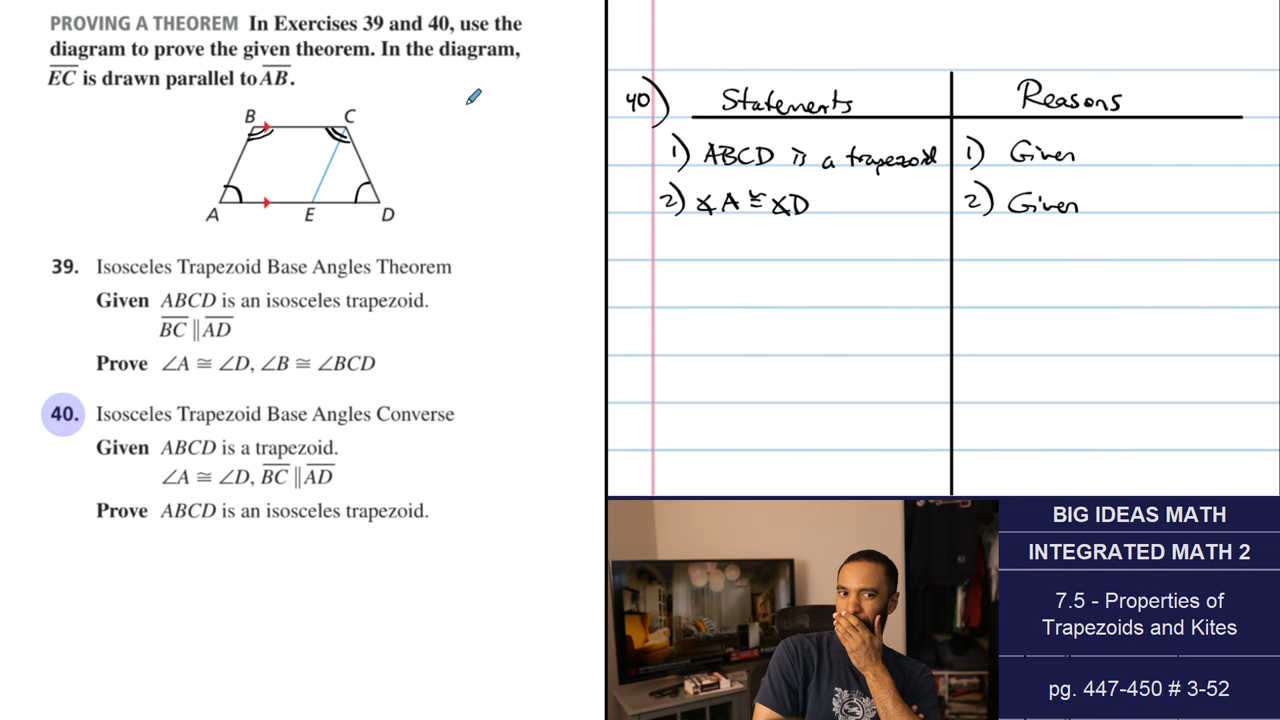 PROVING A THEOREM In Exercises 39 and 40, use the
diagram to prove the given theorem. In the diagram,
EC is drawn parallel to AB.
B C
A E D
39. Isosceles Trapezoid Base Angles Theorem
Given ABCD is an isosceles trapezoid.
BC || AD
Prove ∠A ≅ ∠D, ∠B ≅ ∠BCD
40. Isosceles Trapezoid Base Angles Converse
Given ABCD is a trapezoid.
∠A ≅ ∠D, BC || AD
Prove ABCD is an isosceles trapezoid.
40) Statements Reasons
1) ABCD is a trapezoid 1) Given
2) ∠A ≅ ∠D 2) Given
BIG IDEAS MATH
INTEGRATED MATH 2
7.5 - Properties of
Trapezoids and Kites
pg. 447-450 # 3-52